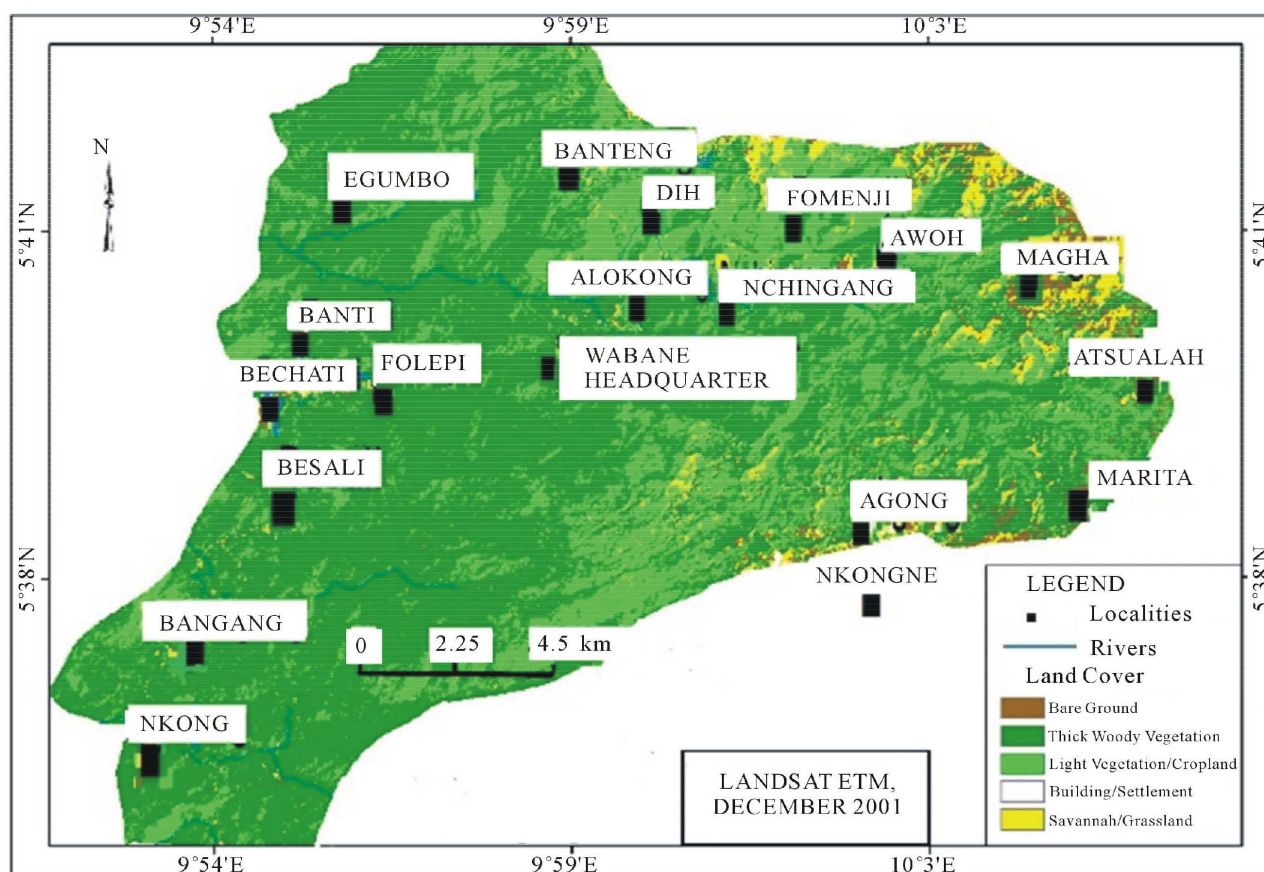 9°54'E 9°59'E 10°3'E
N
BANTENG
EGUMBO
DIH
FOMENJI
5°41'N
5°41'N
AWOH
MAGHA
ALOKONG
NCHINGANG
BANTI
WABANE
HEADQUARTER
FOLEPI
ATSUALAH
BECHATI
BESALI
MARITA
AGONG
5°38'N
NKONGNE
5°38'N
BANGANG
0 2.25 4.5 km
NKONG
LANDSAT ETM,
DECEMBER 2001
LEGEND
Localities
Rivers
Land Cover
Bare Ground
Thick Woody Vegetation
Light Vegetation/Cropland
Building/Settlement
Savannah/Grassland
9°54'E 9°59'E 10°3'E